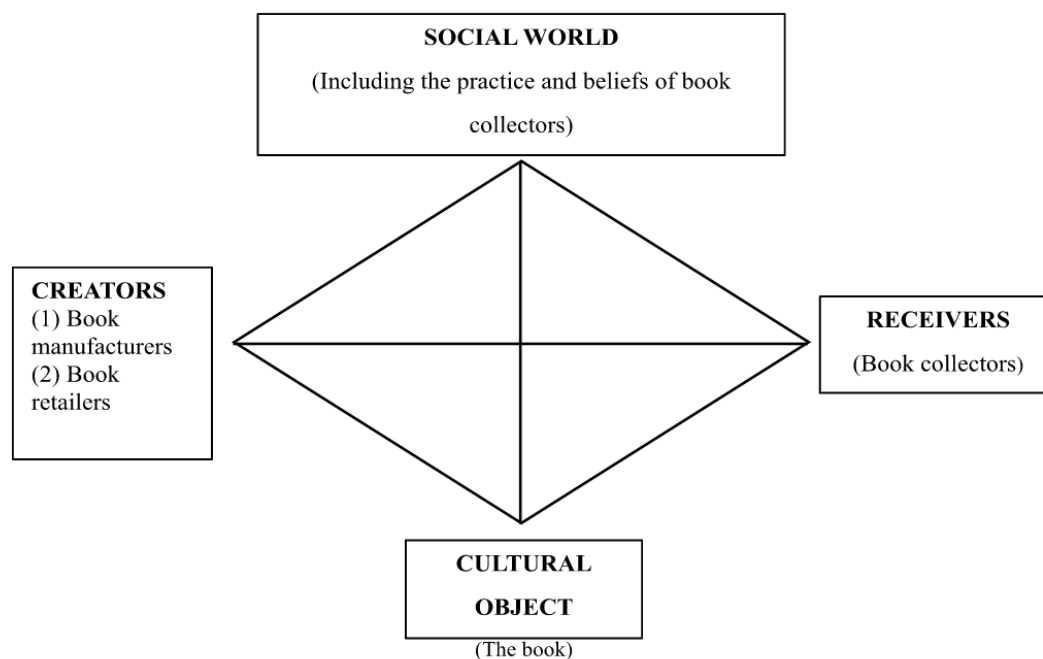 SOCIAL WORLD
(Including the practice and beliefs of book
collectors)
CREATORS
(1) Book
manufacturers
(2) Book
retailers
RECEIVERS
(Book collectors)
CULTURAL
OBJECT
(The book)